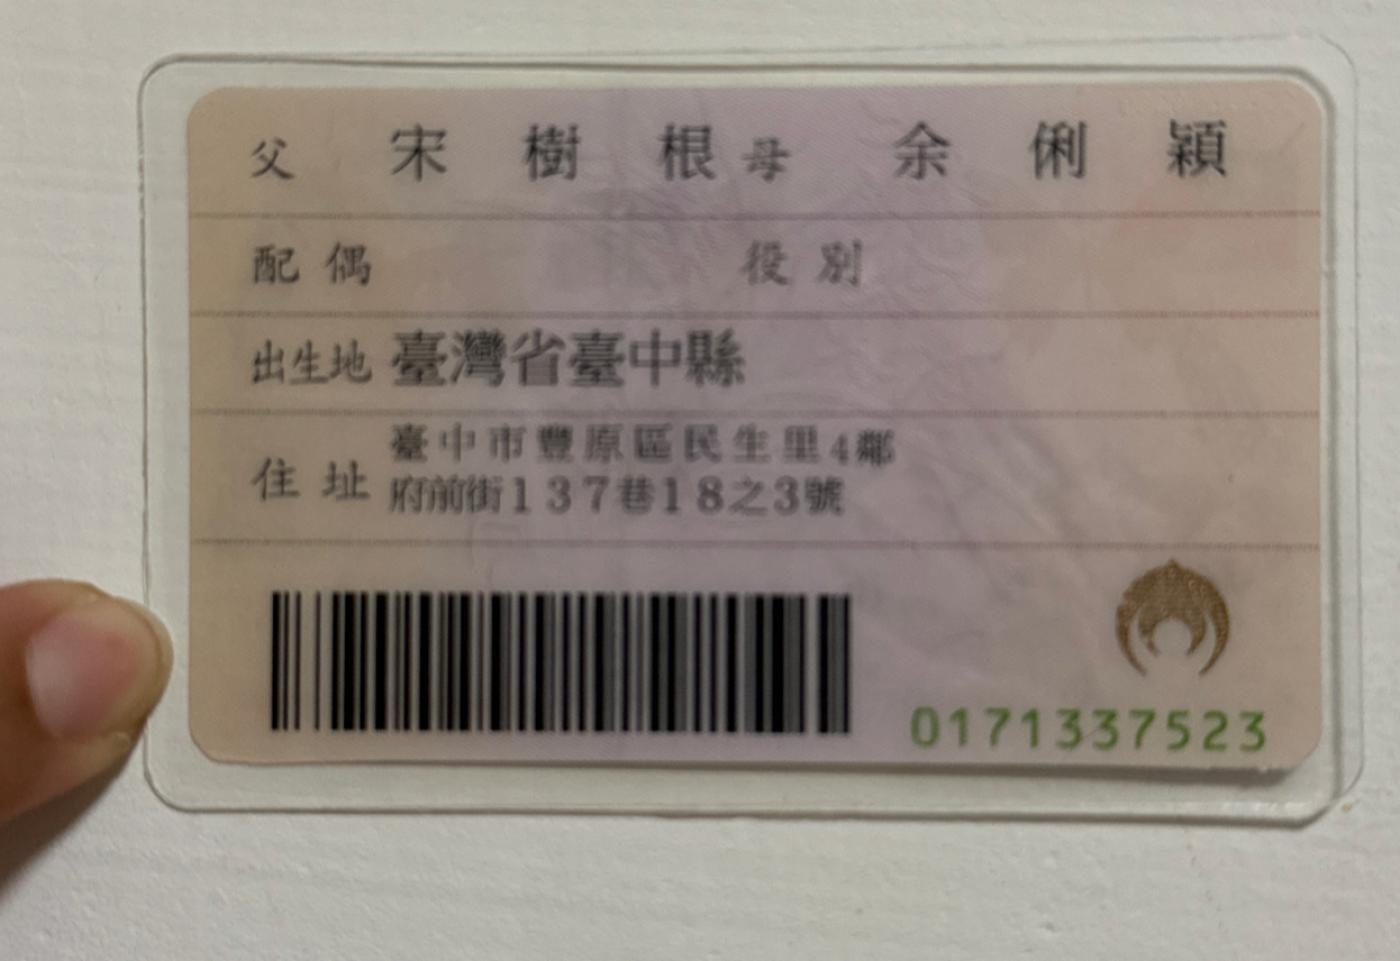 父 宋樹根 母 余俐穎
配偶 役別
出生地 臺灣省臺中縣
住址 臺中市豐原區民生里4鄰
府前街137巷18之3號
0171337523